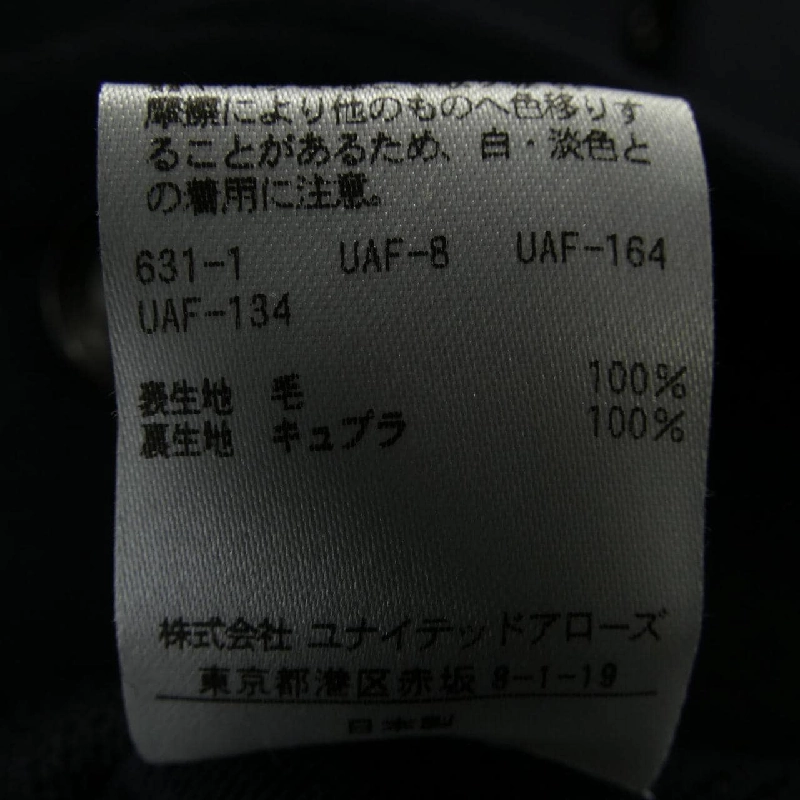 摩擦により他のものへ色移りす
ることがあるため、白・淡色と
の着用に注意。
631-1 UAF-8 UAF-164
UAF-134
表生地 毛 100%
裏生地 キュプラ 100%
株式会社 ユナイテッドアローズ
東京都港区赤坂 8-1-19
日本製